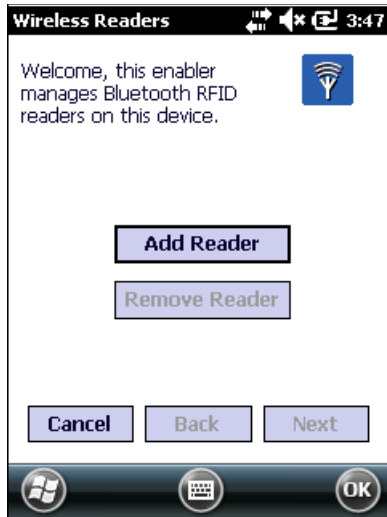 Wireless Readers 3:47
Welcome, this enabler
manages Bluetooth RFID
readers on this device.
Add Reader
Remove Reader
Cancel Back Next
OK